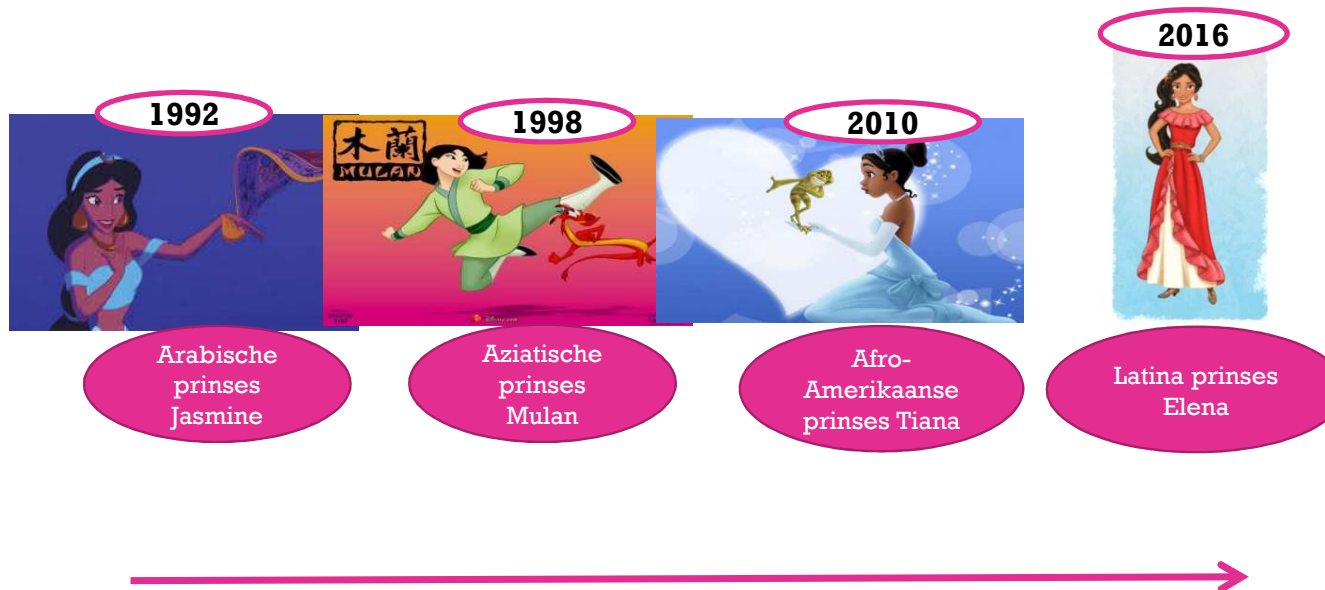 2016
1992
1998
2010
木蘭
MULAN
Arabische
prinses
Jasmine
Aziatische
prinses
Mulan
Afro-
Amerikaanse
prinses Tiana
Latina prinses
Elena